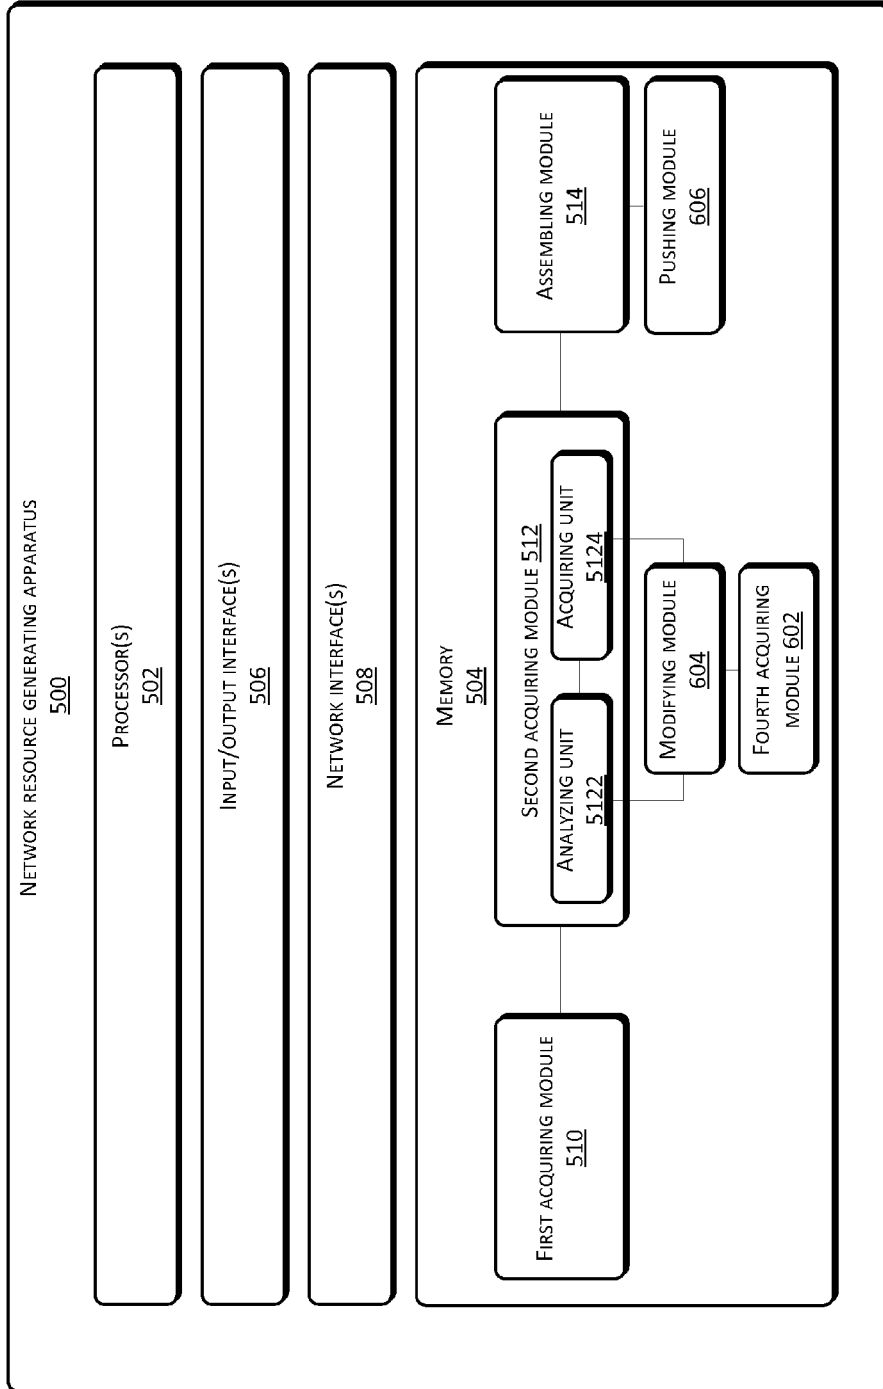 NETWORK RESOURCE GENERATING APPARATUS
500
PROCESSOR(S)
502
INPUT/OUTPUT INTERFACE(S)
506
NETWORK INTERFACE(S)
508
MEMORY
504
FIRST ACQUIRING MODULE
510
SECOND ACQUIRING MODULE 512
ANALYZING UNIT
5122
ACQUIRING UNIT
5124
ASSEMBLING MODULE
514
MODIFYING MODULE
604
PUSHING MODULE
606
FOURTH ACQUIRING
MODULE 602